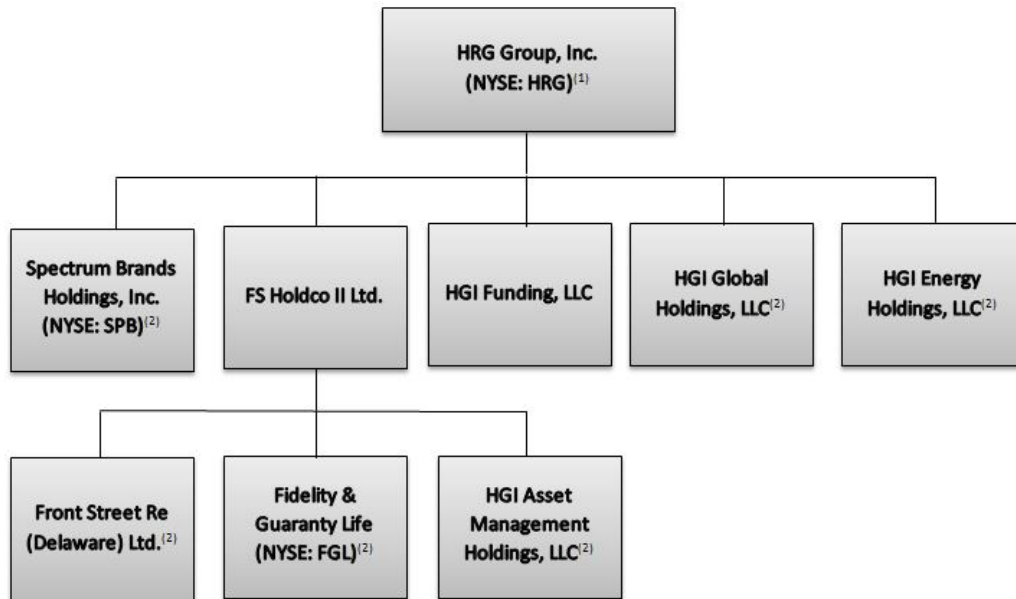 HRG Group, Inc.
(NYSE: HRG)(1)
Spectrum Brands
Holdings, Inc.
(NYSE: SPB)(2)
FS Holdco II Ltd.
HGI Funding, LLC
HGI Global
Holdings, LLC(2)
HGI Energy
Holdings, LLC(2)
Front Street Re
(Delaware) Ltd.(2)
Fidelity &
Guaranty Life
(NYSE: FGL)(2)
HGI Asset
Management
Holdings, LLC(2)